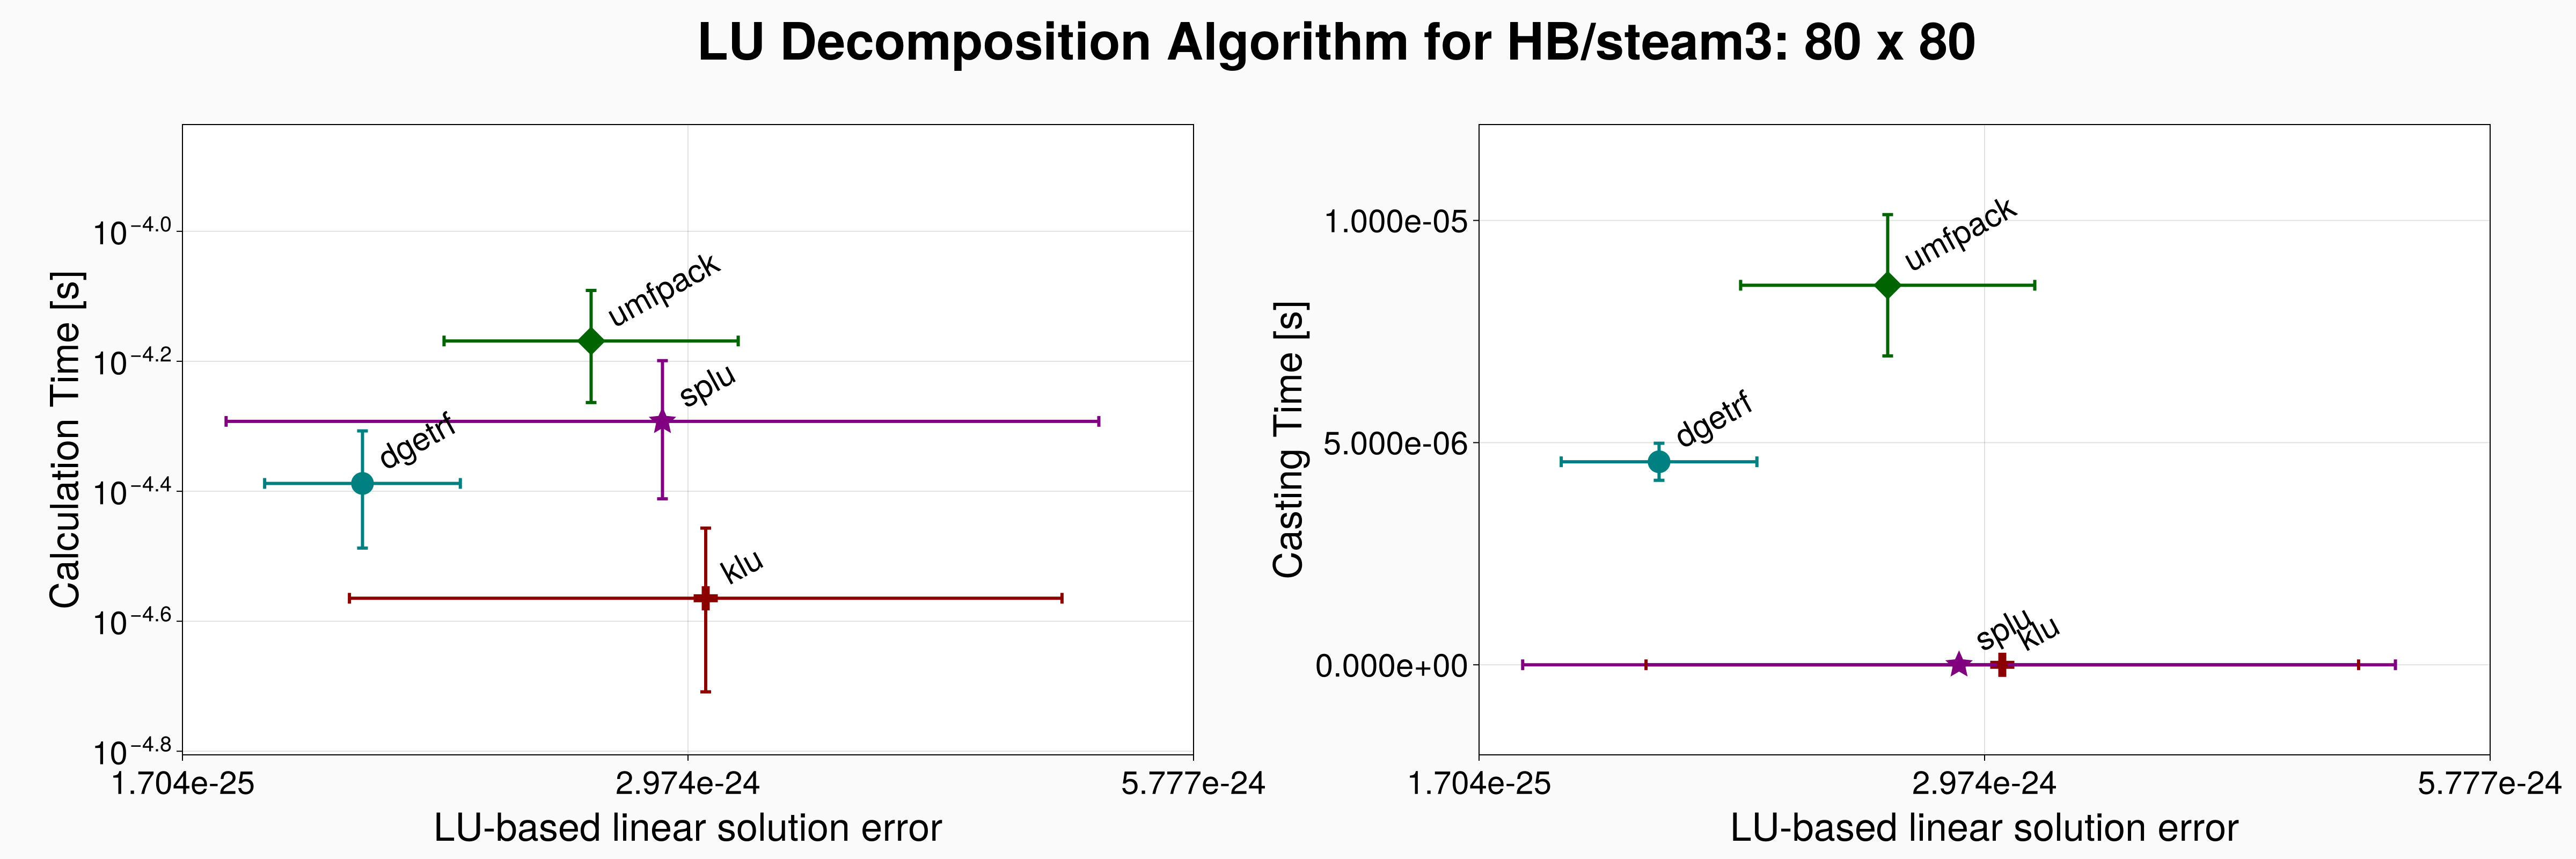 LU Decomposition Algorithm for HB/steam3: 80 x 80
Calculation Time [s]
10^−4.0
10^−4.2
10^−4.4
10^−4.6
10^−4.8
umfpack
splu
dgetrf
klu
1.704e-25
2.974e-24
5.777e-24
LU-based linear solution error
Casting Time [s]
1.000e-05
5.000e-06
0.000e+00
umfpack
dgetrf
splu
klu
1.704e-25
2.974e-24
5.777e-24
LU-based linear solution error